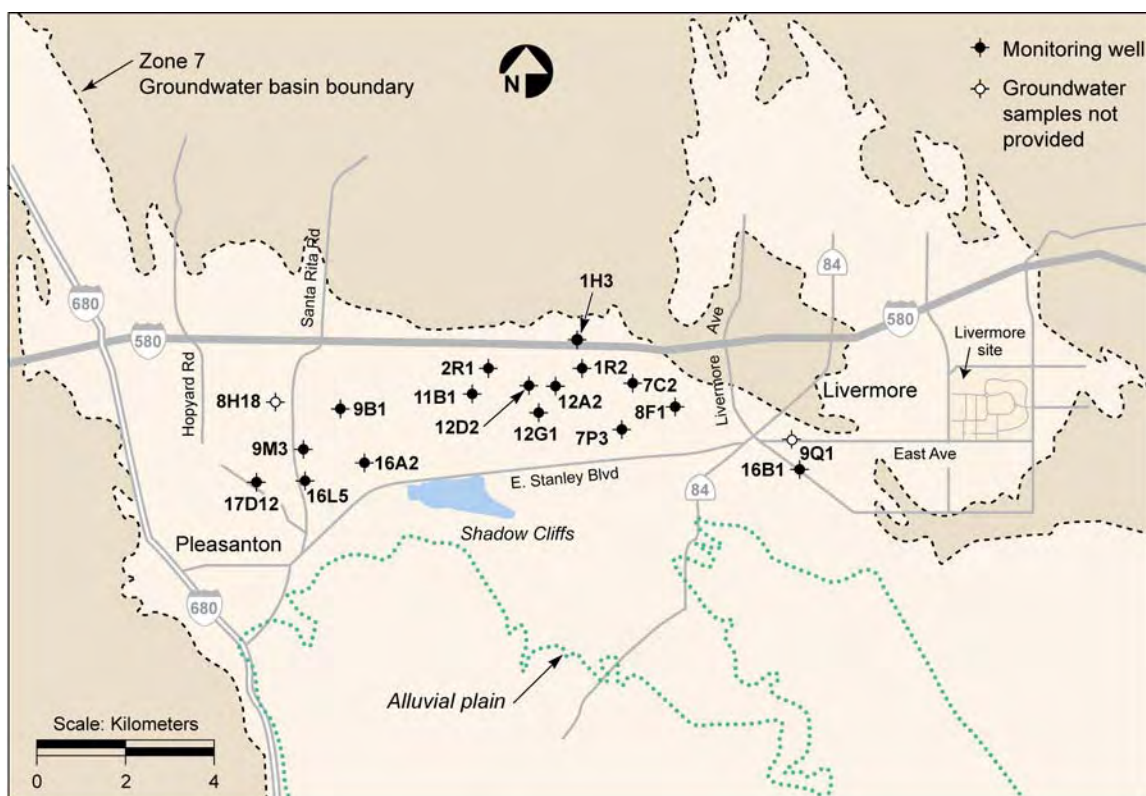 Zone 7
Groundwater basin boundary
N
Monitoring well
Groundwater
samples not
provided
680
580
Hopyard Rd
Santa Rita Rd
1H3
Livermore Ave
84
580
Livermore
site
2R1
1R2
7C2
Livermore
8H18
9B1
11B1
12D2
12A2
12G1
8F1
7P3
9M3
16A2
9Q1
East Ave
16B1
17D12
16L5
E. Stanley Blvd
84
Shadow Cliffs
Pleasanton
680
Alluvial plain
Scale: Kilometers
0 2 4